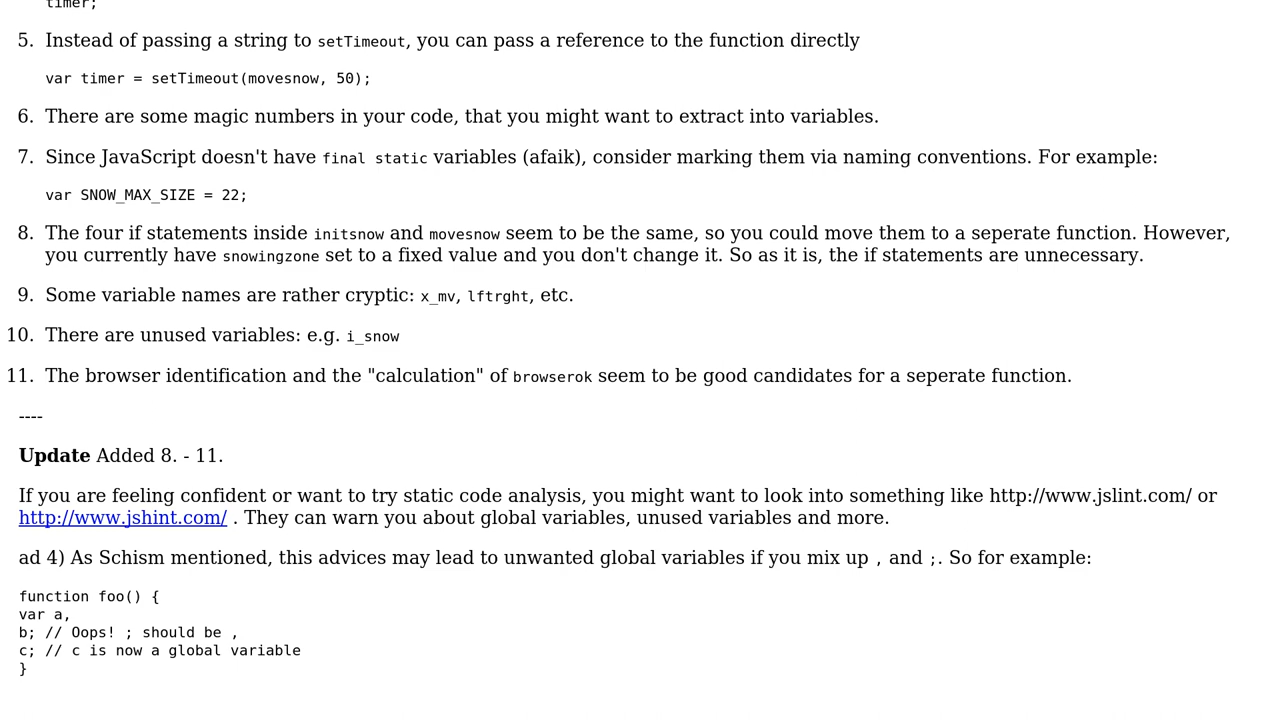 timer;
5. Instead of passing a string to setTimeout, you can pass a reference to the function directly
var timer = setTimeout(movesnow, 50);
6. There are some magic numbers in your code, that you might want to extract into variables.
7. Since JavaScript doesn't have final static variables (afaik), consider marking them via naming conventions. For example:
var SNOW_MAX_SIZE = 22;
8. The four if statements inside initsnow and movesnow seem to be the same, so you could move them to a seperate function. However,
you currently have snowingzone set to a fixed value and you don't change it. So as it is, the if statements are unnecessary.
9. Some variable names are rather cryptic: x_mv, lftrght, etc.
10. There are unused variables: e.g. i_snow
11. The browser identification and the "calculation" of browserok seem to be good candidates for a seperate function.
----
Update Added 8. - 11.
If you are feeling confident or want to try static code analysis, you might want to look into something like http://www.jslint.com/ or
http://www.jshint.com/ . They can warn you about global variables, unused variables and more.
ad 4) As Schism mentioned, this advices may lead to unwanted global variables if you mix up , and ;. So for example:
function foo() {
var a,
b; // Oops! ; should be ,
c; // c is now a global variable
}